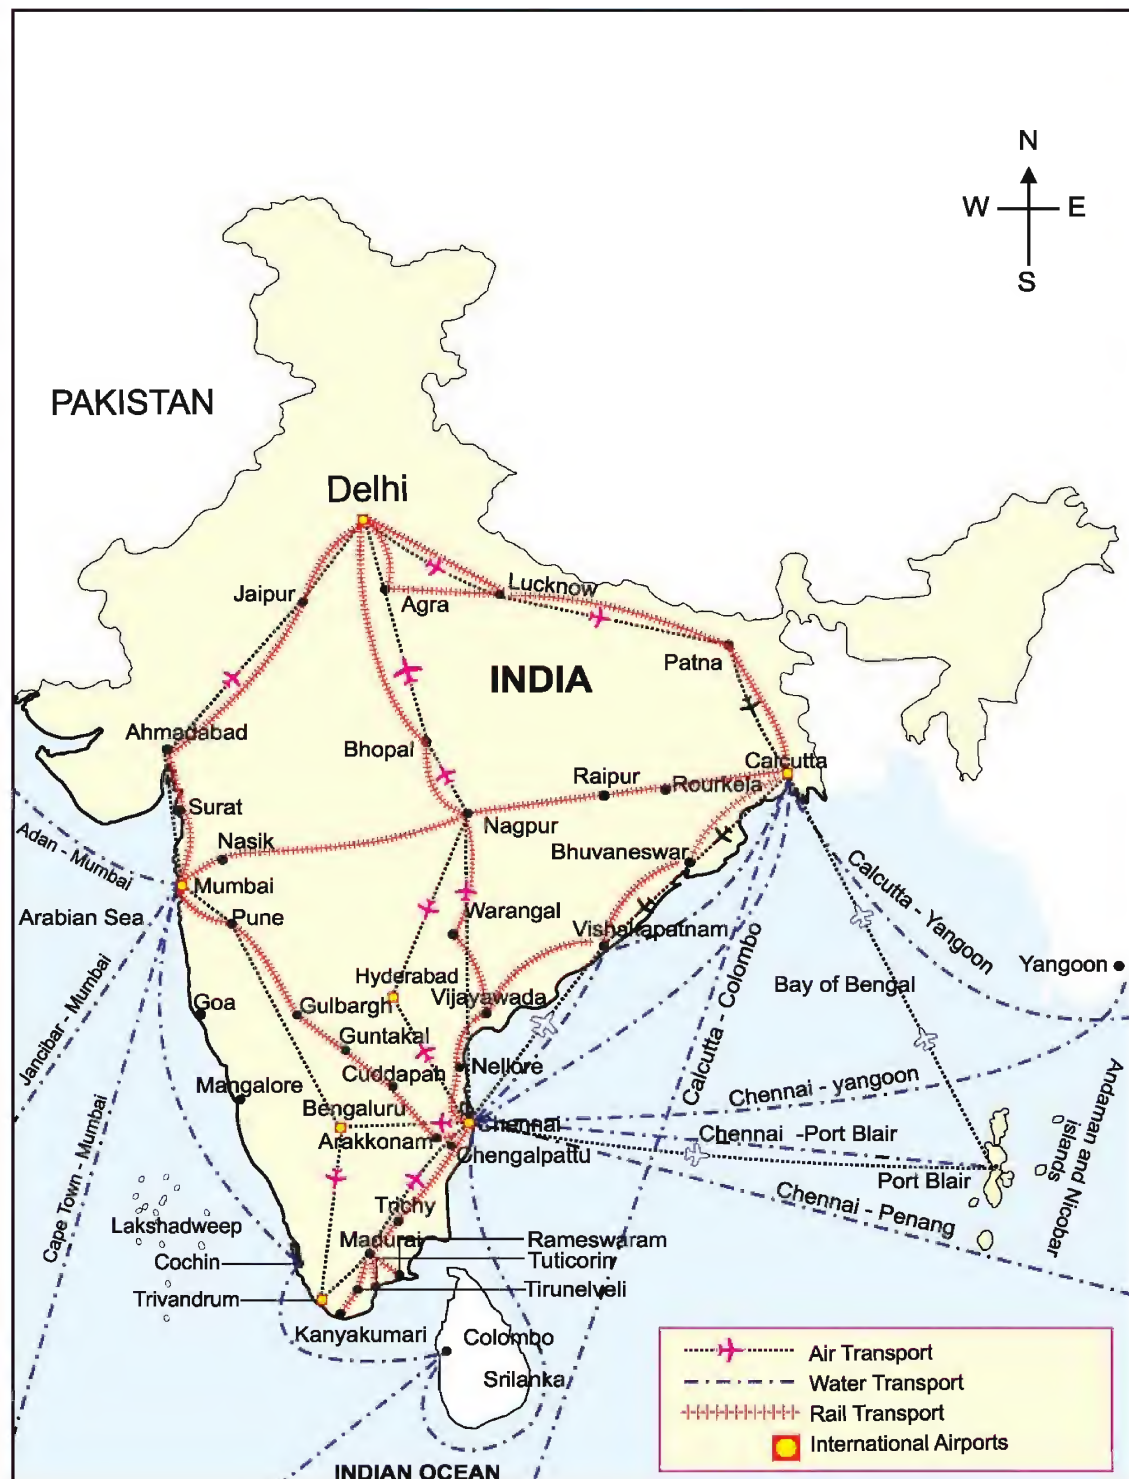 N
W E
S
PAKISTAN
Delhi
Jaipur
Agra
Lucknow
Patna
INDIA
Ahmadabad
Bhopal
Calcutta
Raipur
Rourkela
Surat
Nagpur
Nasik
Bhuvaneswar
Adan - Mumbai
Mumbai
Arabian Sea
Pune
Warangal
Vishakapatnam
Calcutta - Yangoon
Yangoon
Calcutta - Colombo
Bay of Bengal
Hyderabad
Goa
Gulbargh
Vijayawada
Jancibar - Mumbai
Guntakal
Cuddapah
Nellore
Mangalore
Bengaluru
Chennai
Chennai - yangoon
Arakkonam
Chengalpattu
Chennai -Port Blair
Port Blair
Andaman and Nicobar
Islands
Cape Town - Mumbai
Chennai - Penang
Lakshadweep
Trichy
Madurai
Rameswaram
Cochin
Tuticorin
Trivandrum
Tirunelveli
Kanyakumari
Colombo
Srilanka
Air Transport
Water Transport
Rail Transport
International Airports
INDIAN OCEAN